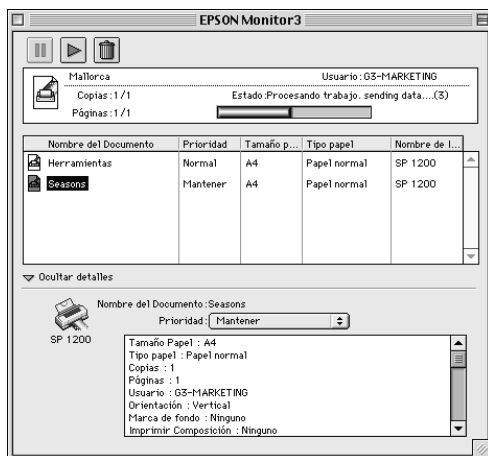 EPSON Monitor3
Mallorca Usuario : G3-MARKETING
Copias : 1/1 Estado :Procesando trabajo. sending data....(3)
Páginas : 1/1
Nombre del Documento Prioridad Tamaño p... Tipo papel Nombre de I...
Herramientas Normal A4 Papel normal SP 1200
Seasons Mantener A4 Papel normal SP 1200
Ocultar detalles
Nombre del Documento :Seasons
Prioridad: Mantener
SP 1200
Tamaño Papel : A4
Tipo papel : Papel normal
Copias : 1
Páginas : 1
Usuario : G3-MARKETING
Orientación : Vertical
Marca de fondo : Ninguno
Imprimir Composición : Ninguno